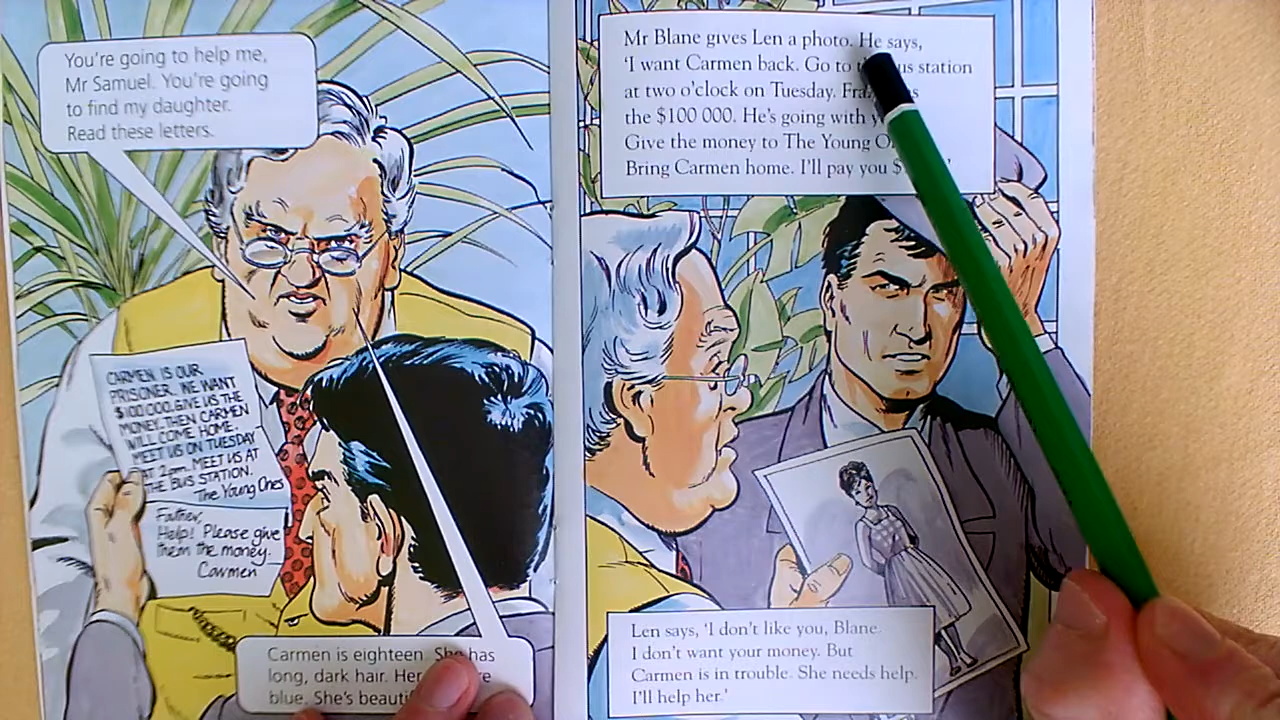 You're going to help me,
Mr Samuel. You're going
to find my daughter.
Read these letters.
CARMEN IS OUR
PRISONER. WE WANT
$100 000. GIVE US THE
MONEY. THEN CARMEN
WILL COME HOME.
MEET US ON TUESDAY
AT 2pm. MEET US AT
THE BUS STATION.
The Young Ones
Father,
Help! Please give
them the money.
Carmen
Carmen is eighteen. She has
long, dark hair. Her
blue. She's
Mr Blane gives Len a photo. He says,
'I want Carmen back. Go to station
at two o'clock on Tuesday.
the $100 000. He's going with
Give the money to The Young
Bring Carmen home. I'll pay you
Len says, 'I don't like you, Blane.
I don't want your money. But
Carmen is in trouble. She needs help.
I'll help her.'